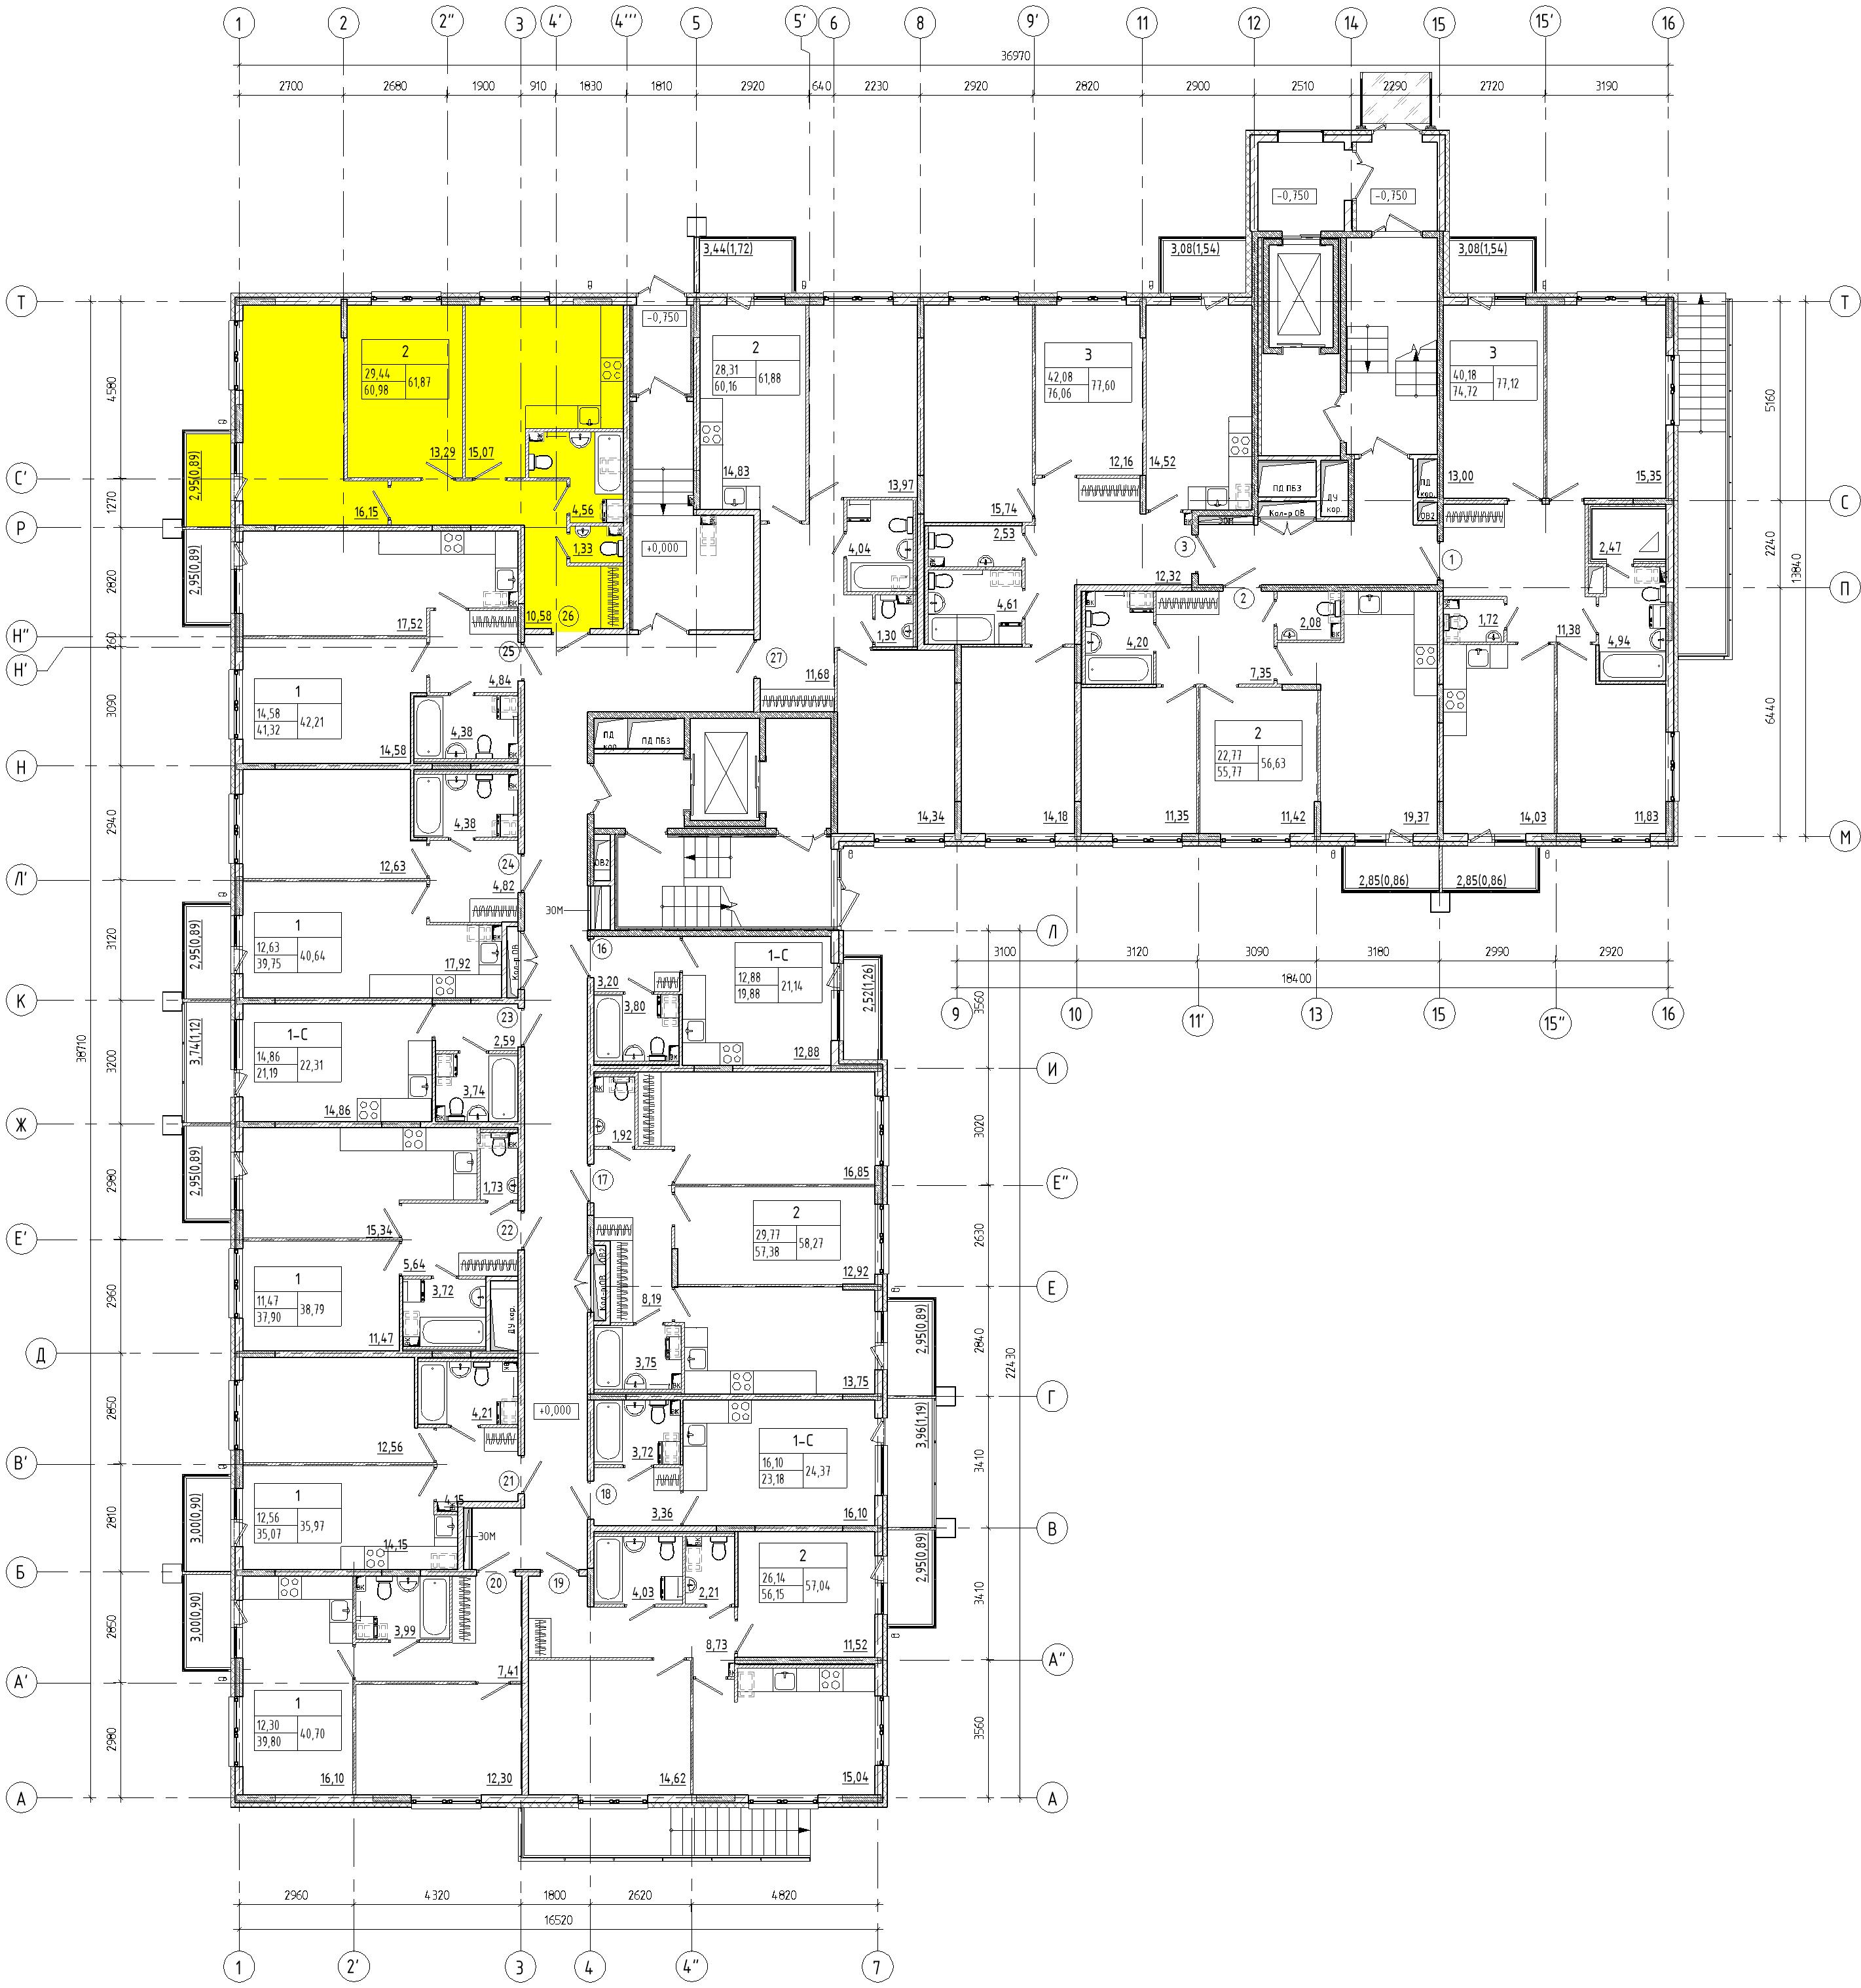 1 2 2'' 3 4' 4''' 5 5' 6 8 9' 11 12 14 15 15' 16
36970
2700 2680 1900 910 1830 1810 2920 640 2230 2920 2820 2900 2510 2290 2720 3190
-0,750 -0,750
3,44(1,72) 3,08(1,54) 3,08(1,54)
Т Т
-0,750
2
29,44 61,87
60,98
2
28,31 61,88
60,16
3
42,08 77,60
76,06
3
40,18 77,12
74,72
4580 5160
13,29 15,07 14,83 12,16 14,52 13,00 15,35
ПД ПБЗ ДУ кор. ПД кор.
С' С
2,95(0,89)
1270
16,15 4,56 13,97 15,74 Кол-р ОВ ОВ2
Р
ЭОМ
1,33 +0,000 4,04 2,53 3 1 2,47
2,95(0,89)
2820 2240 13840
12,32 П
10,58 26 4,61 2
17,52 1,30 4,20 2,08 1,72 11,38 4,94
Н''
260
Н'
25 27
4,84 11,68 7,35
3090 6440
1
14,58 42,21
41,32
4,38
14,58
ПД кор. ПД ПБЗ
2
22,77 56,63
55,77
Н
2940
4,38
14,34 14,18 11,35 11,42 19,37 14,03 11,83
М
12,63 24 ОВ2
Л'
4,82
2,85(0,86) 2,85(0,86)
ЭОМ
2,95(0,89)
3120
1
12,63 40,64
39,75
17,92 Кол-р ОВ
16 Л
3100 3120 3090 3180 2990 2920
18400
1-С
12,88 21,14
19,88
3,20 3,80 2,52(1,26) 3560
К
9 10 11' 13 15 15'' 16
23
3,74(1,12)
38710
3200
1-С
14,86 22,31
21,19
2,59
3,74
12,88
14,86
И
Ж
1,92 3020
2,95(0,89)
2980
1,73 17 16,85 Е''
15,34 22
Е'
2
29,77 58,27
57,38
2630
5,64 ОВ2
3,72 12,92
Е
2960
1
11,47 38,79
37,90
Кол-р ОВ 8,19
ДУ кор.
11,47
2,95(0,89)
2840 22430
Д
3,75 13,75
Г
2850
4,21 +0,000
12,56
3,72
1-С
16,10 24,37
23,18
3,96(1,19)
3410
В'
21 18
4,15 3,36 16,10
В
3,00(0,90)
2810
1
12,56 35,97
35,07
14,15 ЭОМ
2
26,14 57,04
56,15
2,95(0,89)
3410
Б
20 19
4,03 2,21
3,00(0,90)
2850
3,99
8,73 11,52
А''
7,41
А'
1
12,30 40,70
39,80
2980 3560
16,10 12,30 14,62 15,04
А А
2960 4320 1800 2620 4820
16520
1 2' 3 4 4'' 7